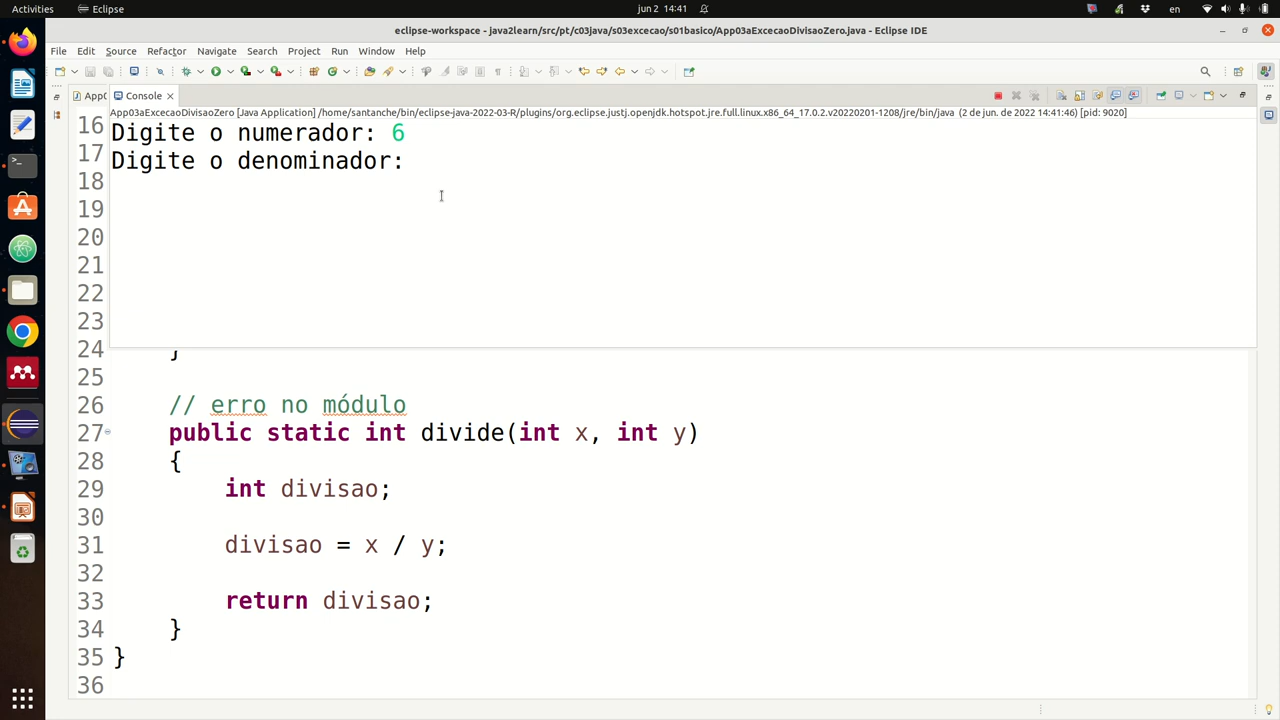 Activities
Eclipse
jun 2 14:41
en
eclipse-workspace - java2learn/src/pt/c03java/s03excecao/s01basico/App03aExcecaoDivisaoZero.java - Eclipse IDE
File Edit Source Refactor Navigate Search Project Run Window Help
App(
Console
App03aExcecaoDivisaoZero [Java Application]/home/santanche/bin/eclipse-java-2022-03-R/plugins/org.eclipse.justj.openjdk.hotspot.jre.full.linux.x86_64_17.0.2.v20220201-1208/jre/bin/java (2 de jun. de 2022 14:41:46) [pid: 9020]
16 Digite o numerador: 6
17 Digite o denominador:
18
19
20
21
22
23
24 }
25
26 // erro no módulo
27 public static int divide(int x, int y)
28 {
29 int divisao;
30
31 divisao = x / y;
32
33 return divisao;
34 }
35 }
36